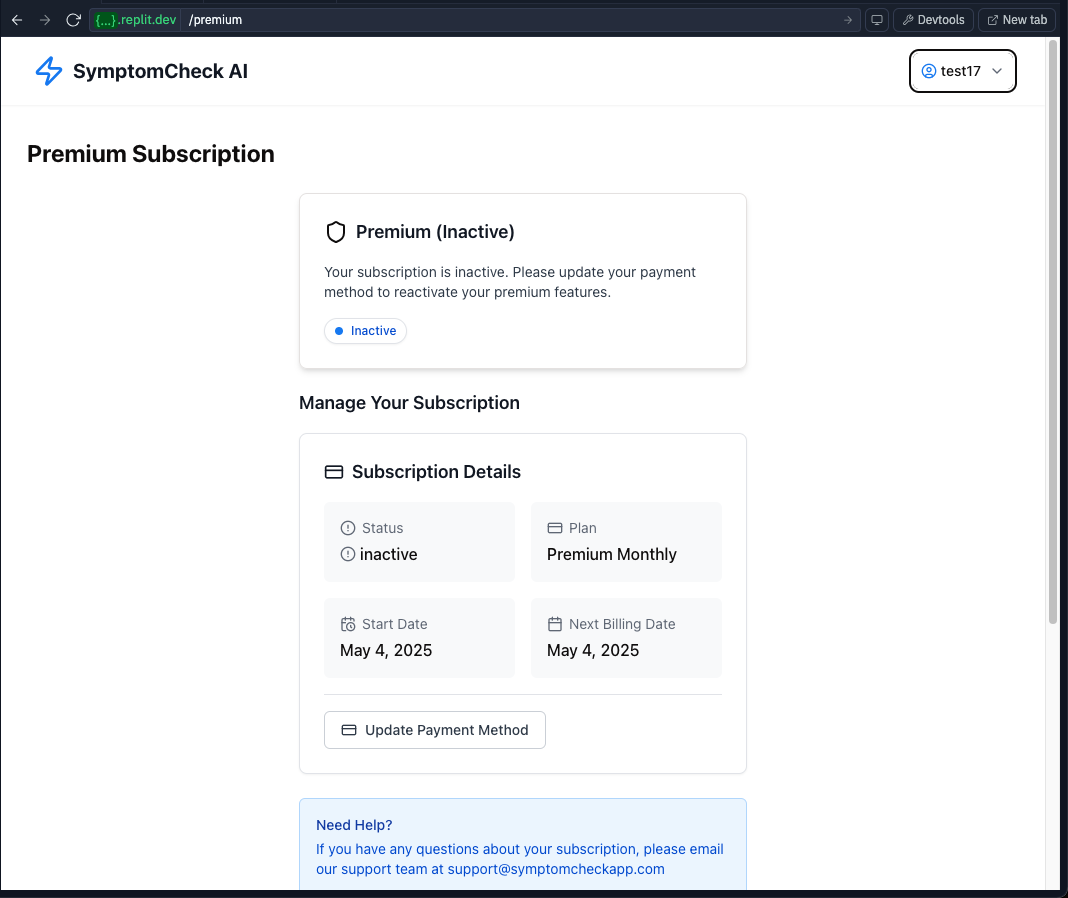 {...}.replit.dev /premium Devtools New tab
SymptomCheck AI test17
Premium Subscription
Premium (Inactive)
Your subscription is inactive. Please update your payment
method to reactivate your premium features.
Inactive
Manage Your Subscription
Subscription Details
Status Plan
inactive Premium Monthly
Start Date Next Billing Date
May 4, 2025 May 4, 2025
Update Payment Method
Need Help?
If you have any questions about your subscription, please email
our support team at support@symptomcheckapp.com